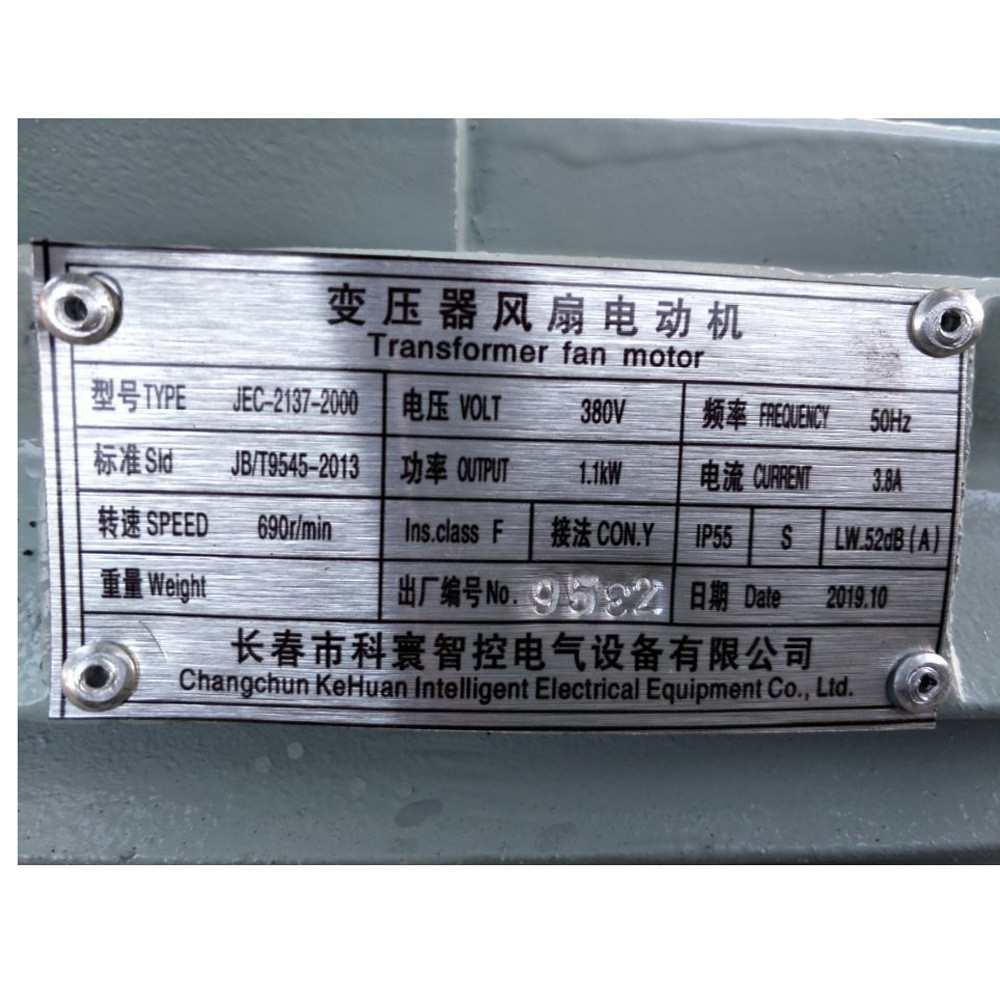 变压器风扇电动机
Transformer fan motor
型号TYPE JEC-2137-2000 电压 VOLT 380V 频率 FREQUENCY 50Hz
标准Sld JB/T9545-2013 功率 OUTPUT 1.1kW 电流 CURRENT 3.8A
转速 SPEED 690r/min Ins.class F 接法 CON.Y IP55 S LW.52dB(A)
重量 Weight 出厂编号No. 9592 日期 Date 2019.10
长春市科寰智控电气设备有限公司
Changchun KeHuan Intelligent Electrical Equipment Co., Ltd.